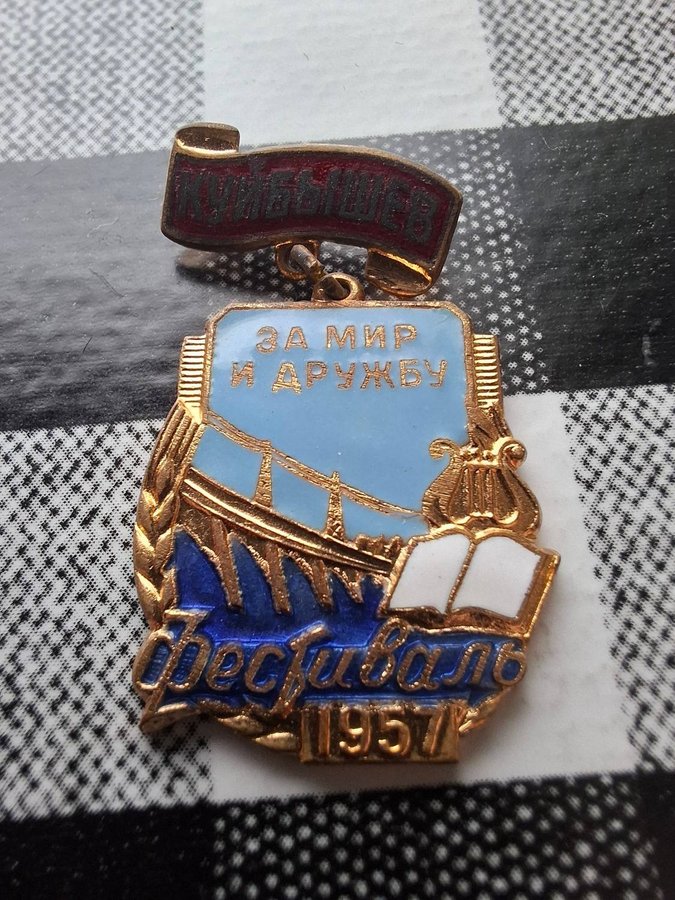 КУЙБЫШЕВ
ЗА МИР
И ДРУЖБУ
фестиваль
1957